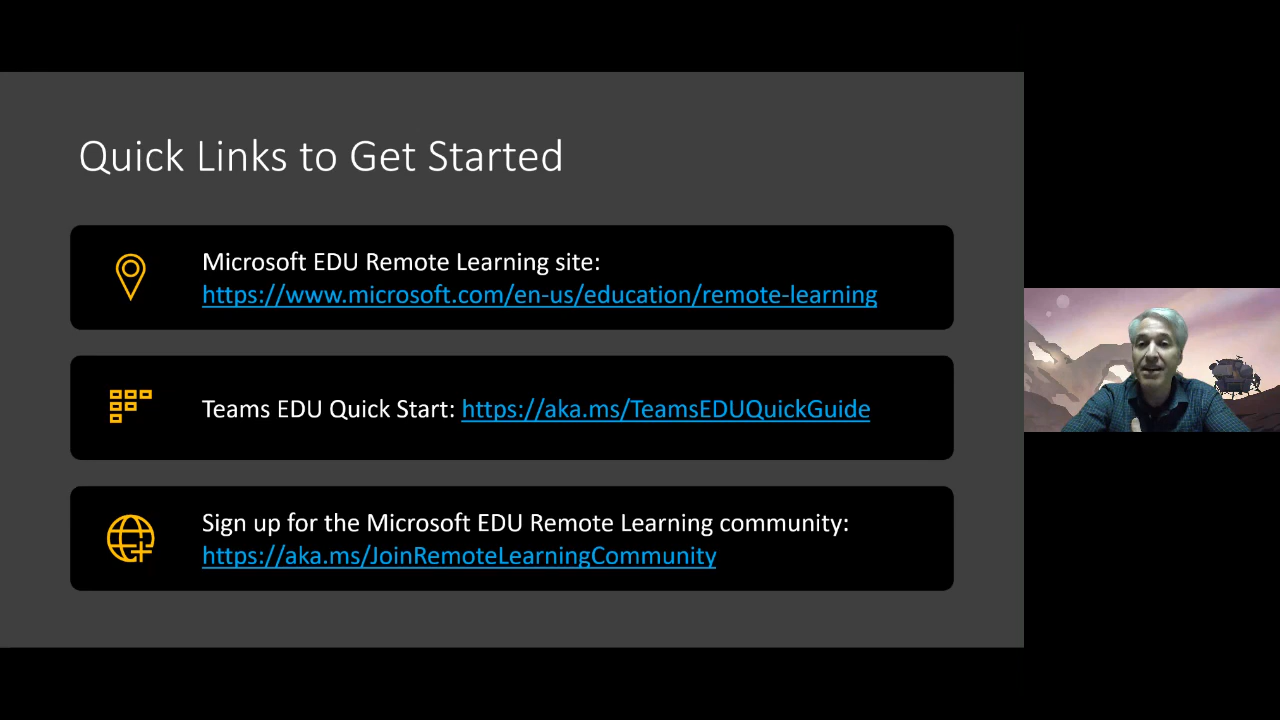 Quick Links to Get Started
Microsoft EDU Remote Learning site:
https://www.microsoft.com/en-us/education/remote-learning
Teams EDU Quick Start: https://aka.ms/TeamsEDUQuickGuide
Sign up for the Microsoft EDU Remote Learning community:
https://aka.ms/JoinRemoteLearningCommunity